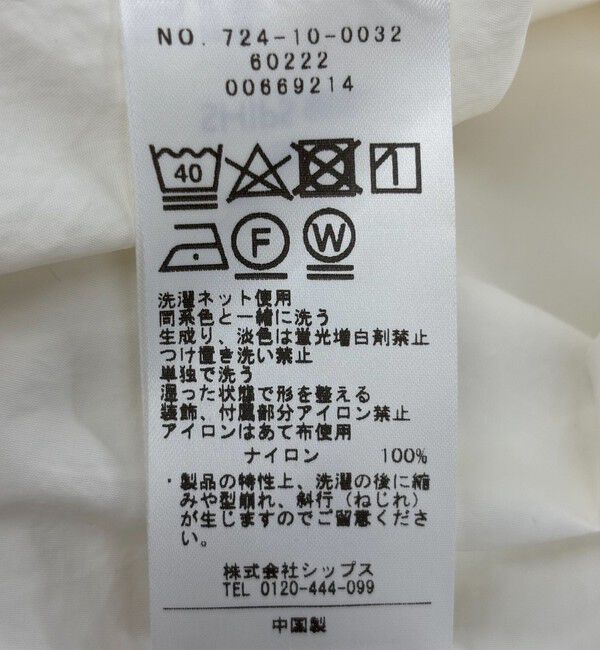 NO. 724-10-0032
60222
00669214
40
F W
洗濯ネット使用
同系色と一緒に洗う
生成り、淡色は蛍光増白剤禁止
つけ置き洗い禁止
単独で洗う
湿った状態で形を整える
装飾、付属部分アイロン禁止
アイロンはあて布使用
ナイロン 100%
・製品の特性上、洗濯の後に縮
みや型崩れ、斜行（ねじれ）
が生じますのでご留意くださ
い。
株式会社シップス
TEL 0120-444-099
中国製